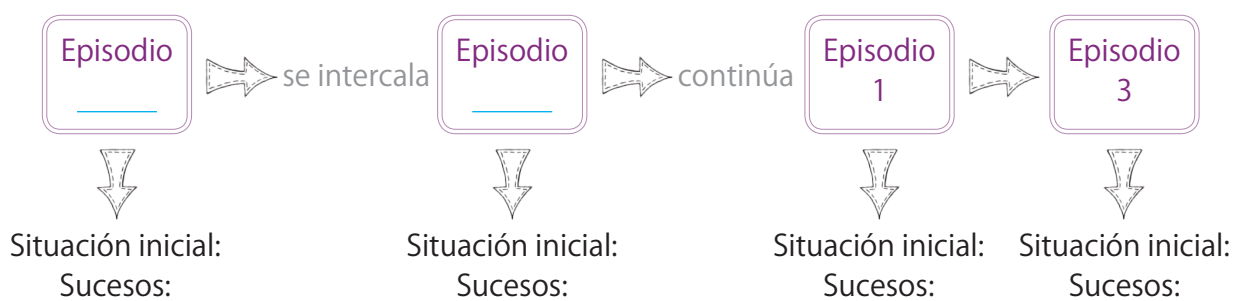 Episodio
se intercala
Episodio
continúa
Episodio
1
Episodio
3
Situación inicial:
Sucesos:
Situación inicial:
Sucesos:
Situación inicial:
Sucesos:
Situación inicial:
Sucesos: